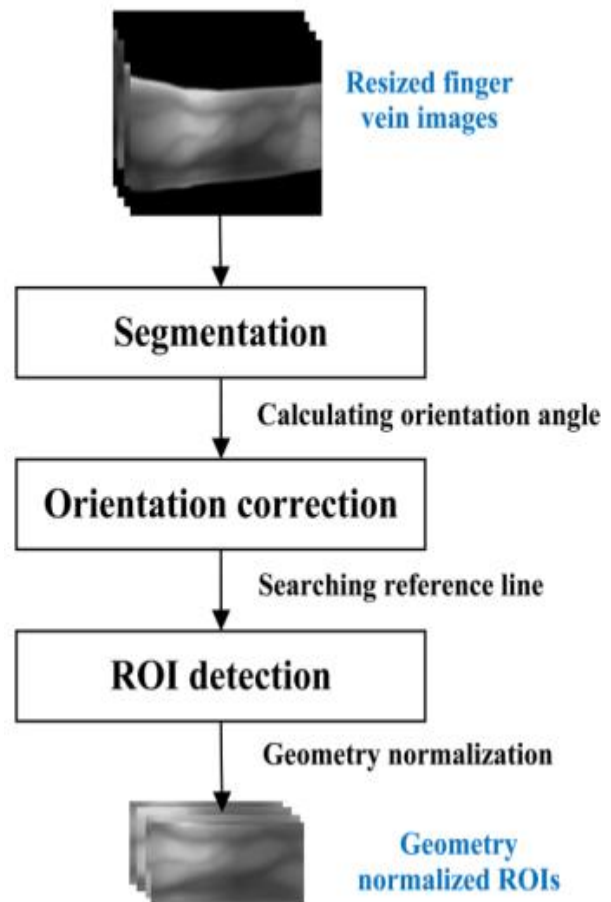 Resized finger
vein images
Segmentation
Calculating orientation angle
Orientation correction
Searching reference line
ROI detection
Geometry normalization
Geometry
normalized ROIs